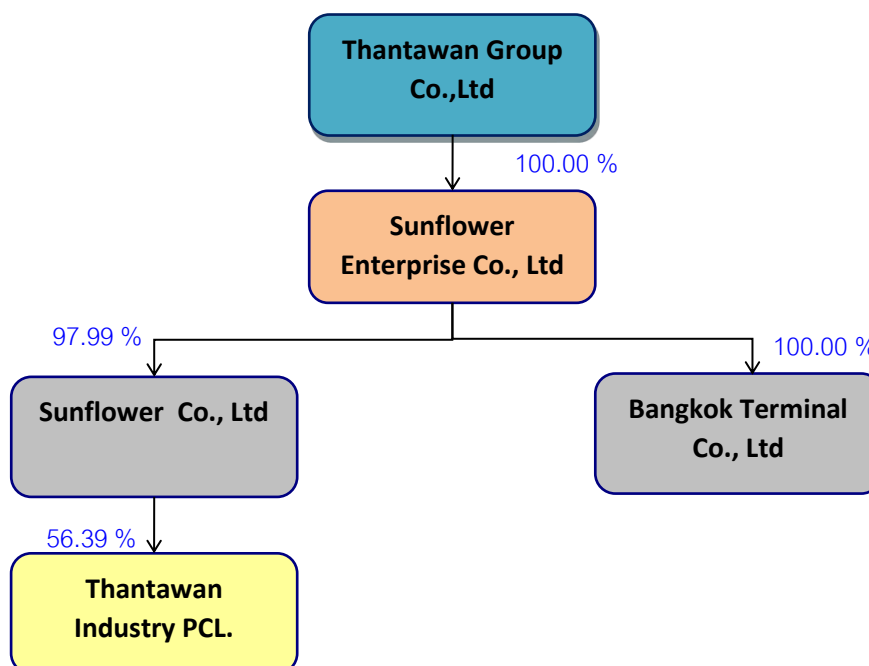 Thantawan Group
Co.,Ltd
100.00 %
Sunflower
Enterprise Co., Ltd
97.99 %
100.00 %
Sunflower Co., Ltd
Bangkok Terminal
Co., Ltd
56.39 %
Thantawan
Industry PCL.